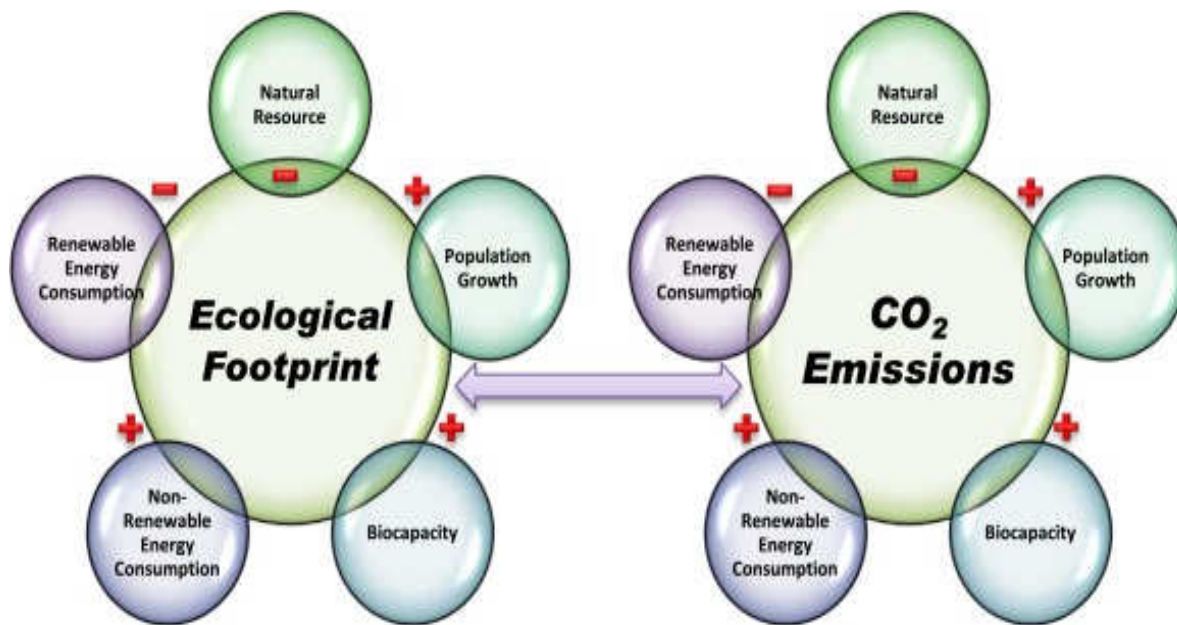 Natural
Resource
Renewable
Energy
Consumption
Population
Growth
Ecological
Footprint
Non-
Renewable
Energy
Consumption
Biocapacity
Natural
Resource
Renewable
Energy
Consumption
Population
Growth
CO₂
Emissions
Non-
Renewable
Energy
Consumption
Biocapacity